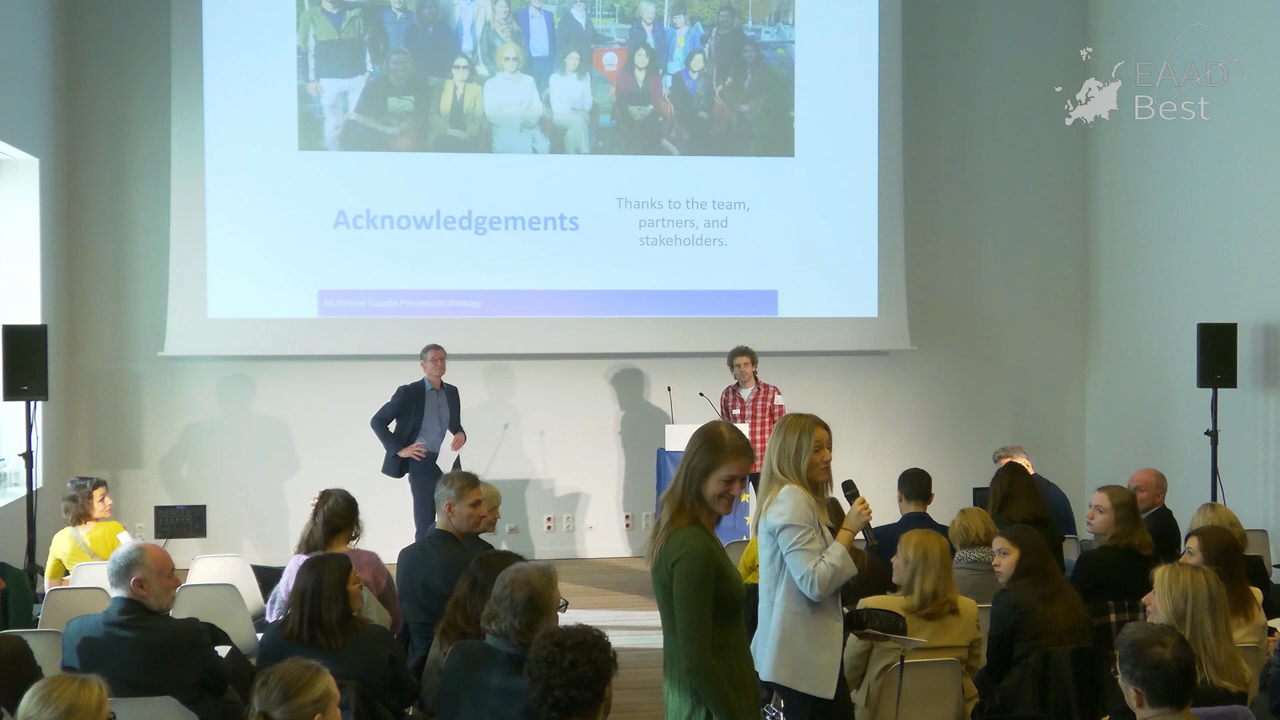 EAAD
Best
Acknowledgements
Thanks to the team,
partners, and
stakeholders.
Multilevel Suicide Prevention Strategy